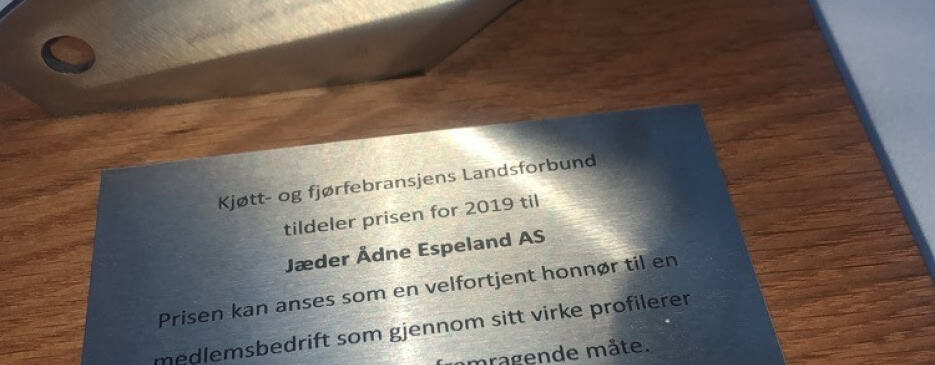 Kjøtt- og fjørfebransjens Landsforbund
tildeler prisen for 2019 til
Jæder Ådne Espeland AS
Prisen kan anses som en velfortjent honnør til en
medlemsbedrift som gjennom sitt virke profilerer
fremragende måte.